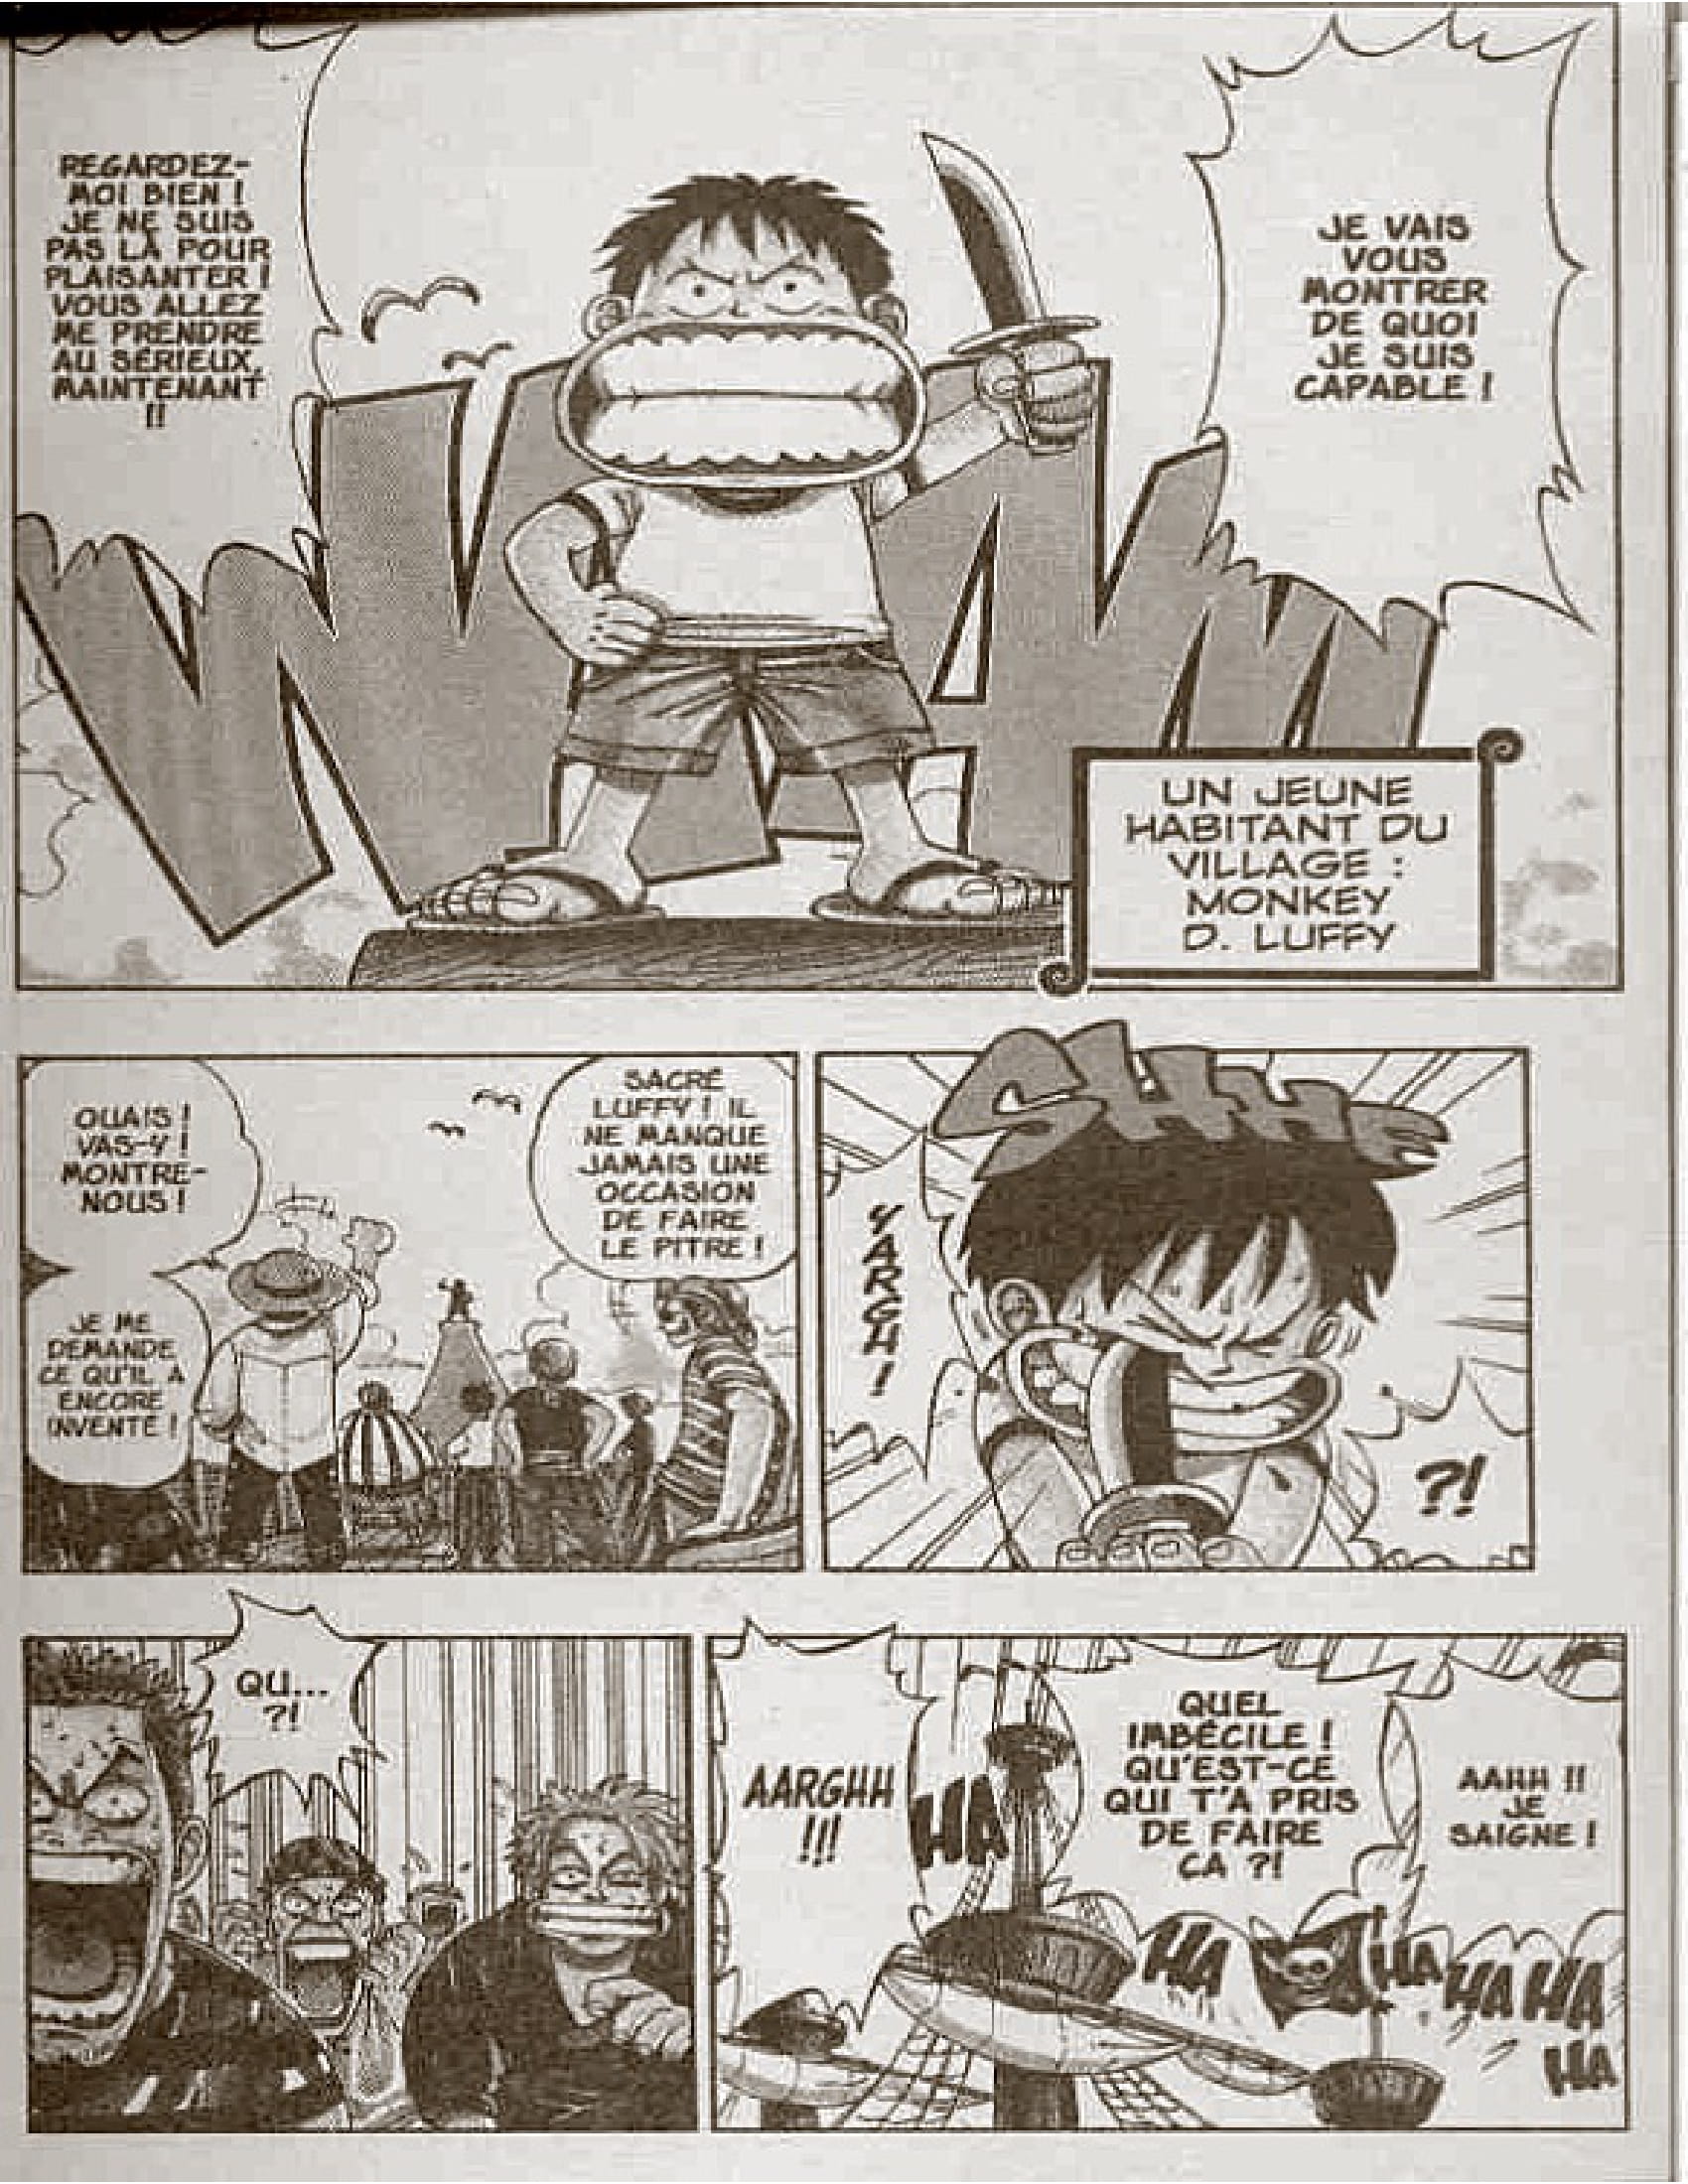 REGARDEZ-
MOI BIEN !
JE NE SUIS
PAS LÀ POUR
PLAISANTER !
VOUS ALLEZ
ME PRENDRE
AU SÉRIEUX,
MAINTENANT
!!
JE VAIS
VOUS
MONTRER
DE QUOI
JE SUIS
CAPABLE !
UN JEUNE
HABITANT DU
VILLAGE :
MONKEY
D. LUFFY
OUAIS !
VAS-Y !
MONTRE-
NOUS !
JE ME
DEMANDE
CE QU'IL A
ENCORE
INVENTÉ !
SACRÉ
LUFFY ! IL
NE MANQUE
JAMAIS UNE
OCCASION
DE FAIRE
LE PITRE !
YARGH !
?!
QU...
?!
AARGHH
!!!
HA
QUEL
IMBÉCILE !
QU'EST-CE
QUI T'A PRIS
DE FAIRE
ÇA ?!
AAHH !!
JE
SAIGNE !
HA
HA
HA HA
HA